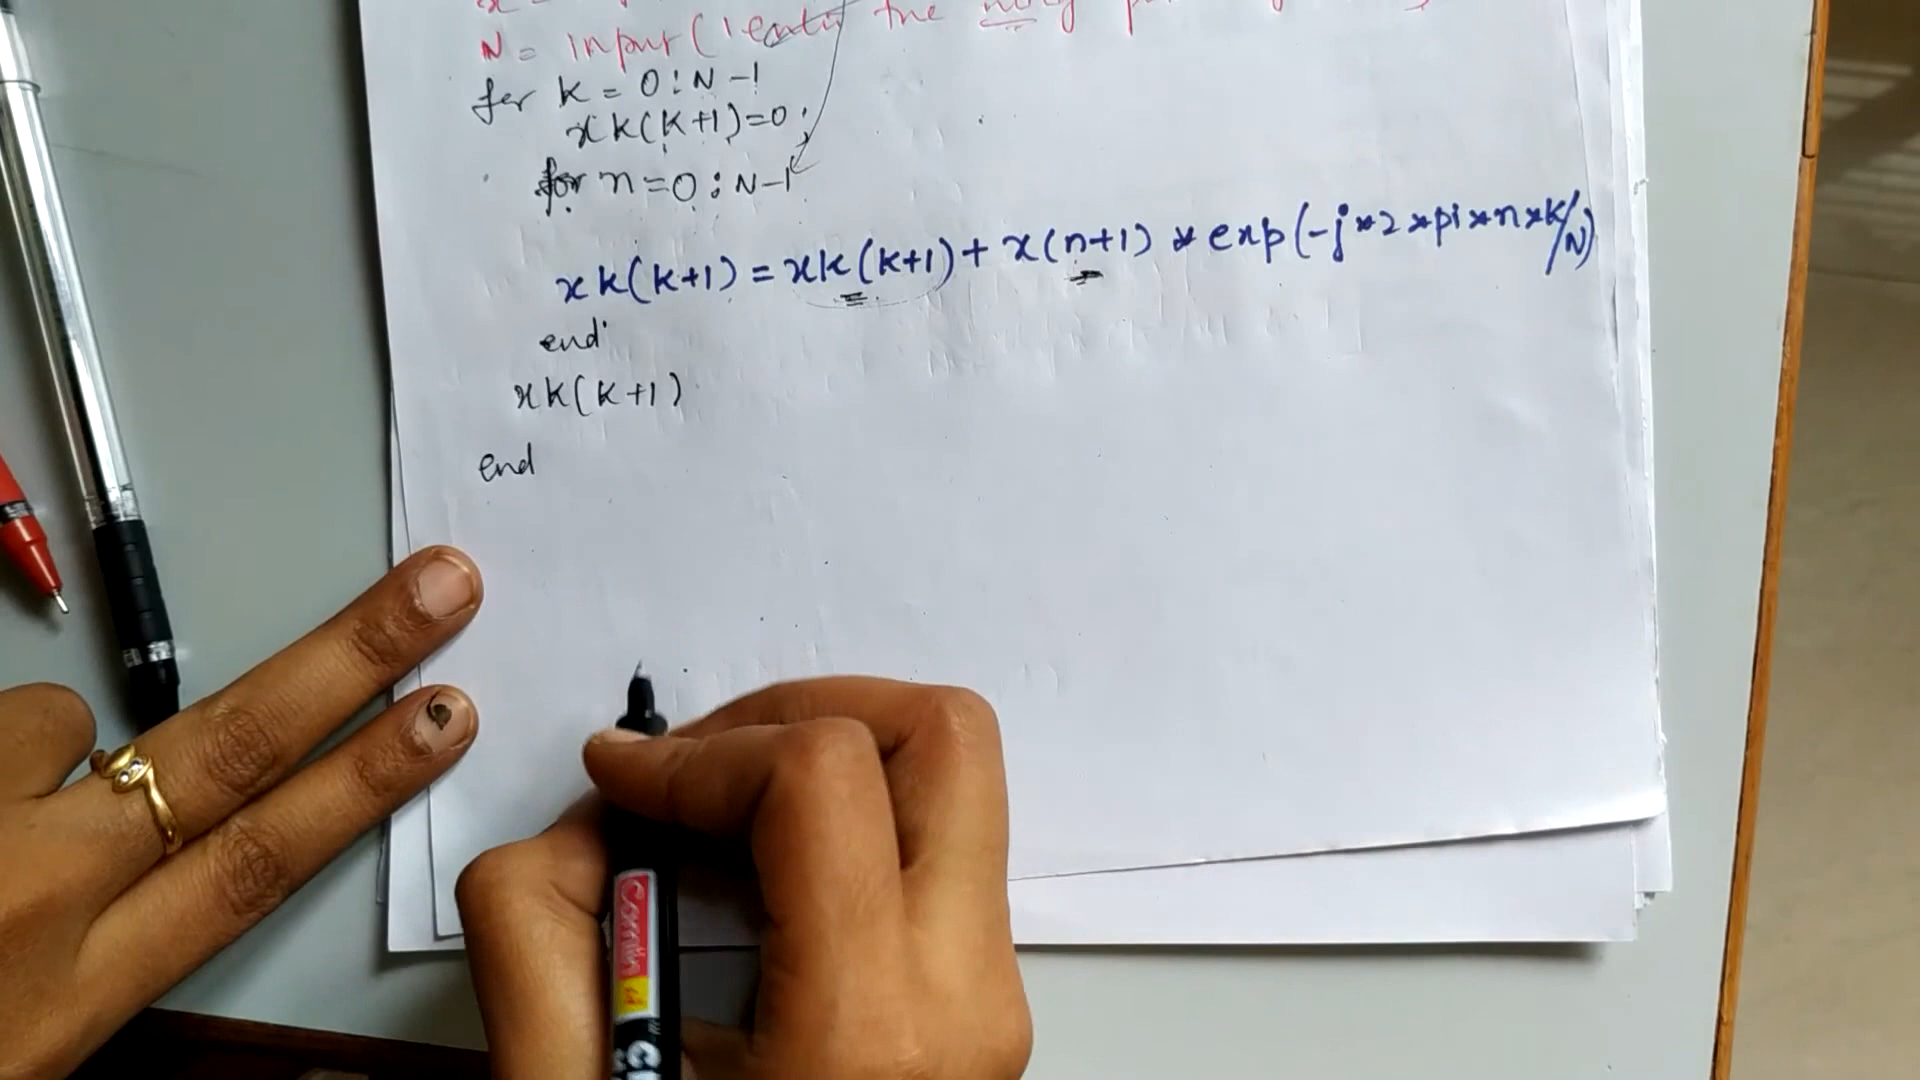 N = input('enter the
for k = 0:N-1
xk(k+1)=0;
for n=0:N-1
xk(k+1) = xk(k+1) + x(n+1) * exp(-j*2*pi*n*k/N)
end
xk(k+1)
end
Camlin